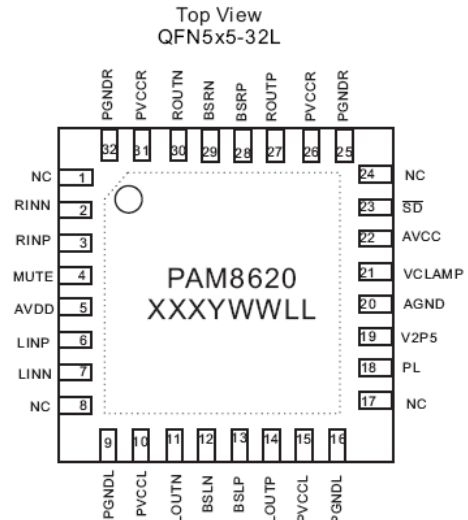 Top View
QFN5x5-32L
PGNDR PVCCR ROUTN BSRN BSRP ROUTP PVCCR PGNDR
32 31 30 29 28 27 26 25
NC 1 24 NC
RINN 2 23 SD
RINP 3 22 AVCC
MUTE 4 21 VCLAMP
AVDD 5 20 AGND
LINP 6 19 V2P5
LINN 7 18 PL
NC 8 17 NC
PAM8620
XXXYWWLL
9 10 11 12 13 14 15 16
PGNDL PVCCL LOUTN BSLN BSLP LOUTP PVCCL PGNDL